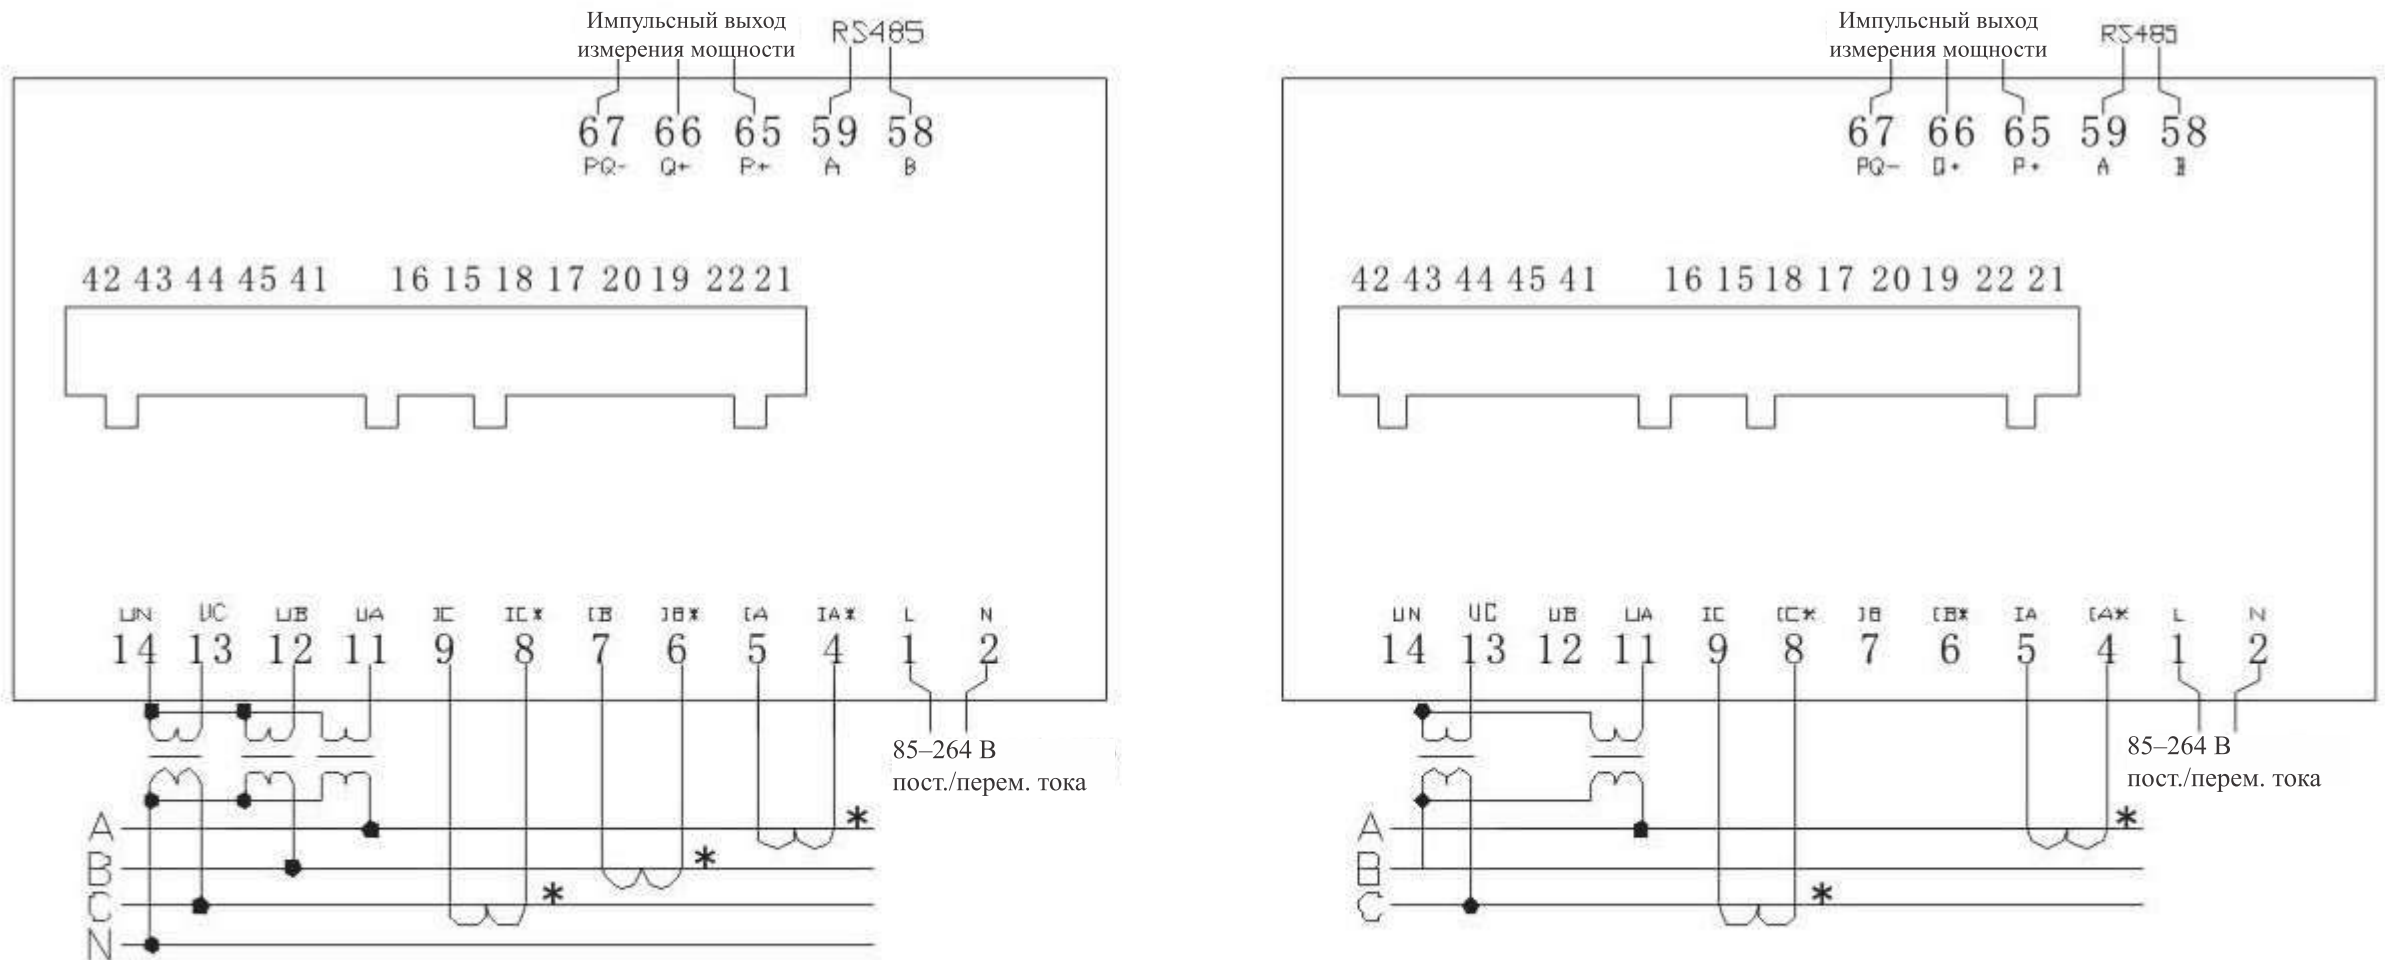 Импульсный выход
измерения мощности
RS485
67 66 65 59 58
PQ- Q+ P+ A B
42 43 44 45 41 16 15 18 17 20 19 22 21
UN UC UB UA IC IC* IB IB* IA IA* L N
14 13 12 11 9 8 7 6 5 4 1 2
85–264 В
пост./перем. тока
A *
B *
C *
N
Импульсный выход
измерения мощности
RS485
67 66 65 59 58
PQ- Q+ P+ A B
42 43 44 45 41 16 15 18 17 20 19 22 21
UN UC UB UA IC IC* IB IB* IA IA* L N
14 13 12 11 9 8 7 6 5 4 1 2
85–264 В
пост./перем. тока
A *
B
C *